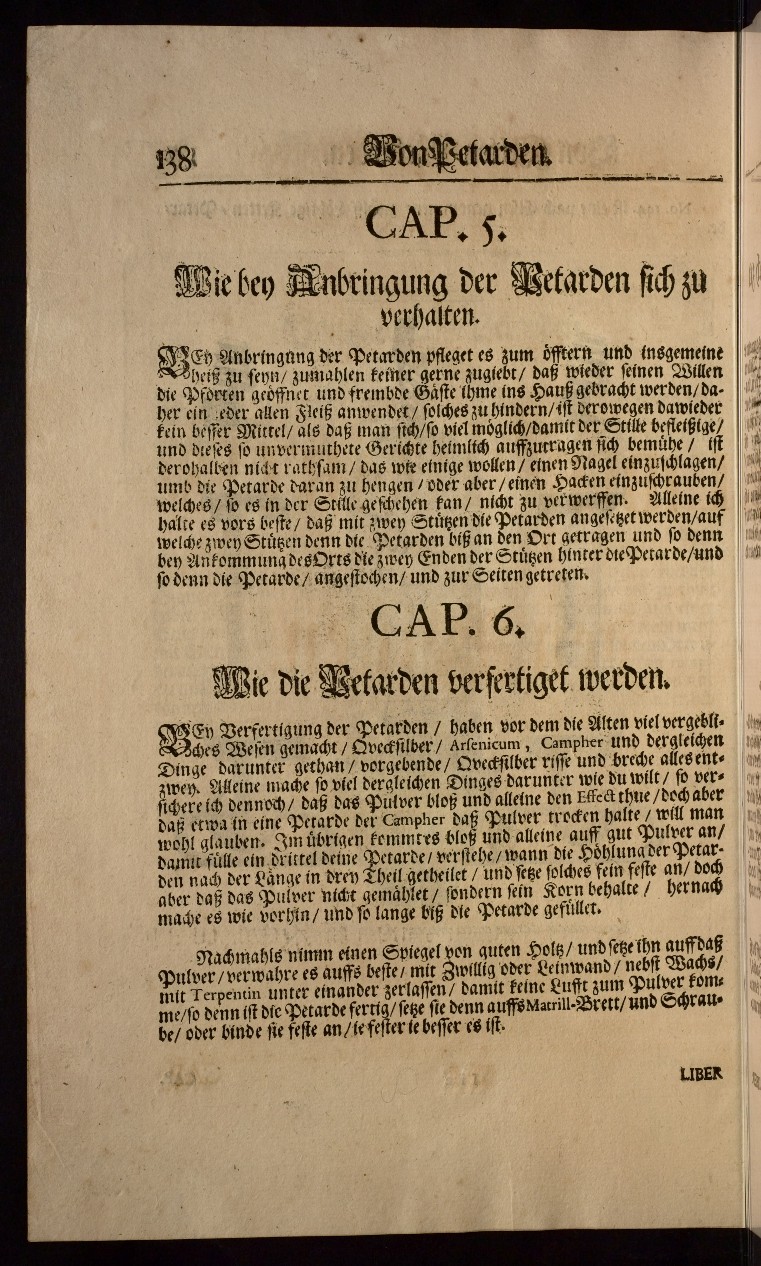 138 Von Petarden.
CAP. 5.
Wie bey Anbringung der Petarden sich zu
verhalten.
BEy Anbringung der Petarden pfleget es zum öfftern und insgemeine
heiß zu seyn/ zumahlen keiner gerne zugiebt/ daß wieder seinen Willen
die Pforten geöffnet und frembde Gäste ihme ins Hauß gebracht werden/ da-
her ein jeder allen Fleiß anwendet/ solches zu hindern/ ist derowegen dawieder
kein besser Mittel/ als daß man sich/ so viel möglich/ damit der Stille befleißige/
und dieses so unvermuthete Gerichte heimlich auffzutragen sich bemühe/ ist
derohalben nicht rathsam/ das wie einige wollen/ einen Nagel einzuschlagen/
umb die Petarde daran zu hengen/ oder aber/ einen Hacken einzuschrauben/
welches/ so es in der Stille geschehen kan/ nicht zu verwerffen. Alleine ich
halte es vors beste/ daß mit zwey Stützen die Petarden angesetzet werden/ auf
welche zwey Stützen denn die Petarden biß an den Ort getragen und so denn
bey Ankommung des Orts die zwey Enden der Stützen hinter die Petarde/ und
so denn die Petarde/ angestochen/ und zur Seiten getreten.
CAP. 6.
Wie die Petarden verfertiget werden.
BEy Verfertigung der Petarden/ haben vor dem die Alten viel vergebli-
ches Wesen gemacht/ Qvecksilber/ Arsenicum, Campher und dergleichen
Dinge darunter gethan/ vorgebende/ Qvecksilber risse und breche alles ent-
zwey. Alleine mache so viel dergleichen Dinges darunter wie du wilt/ so ver-
sichere ich dennoch/ daß das Pulver bloß und alleine den Effect thue/ doch aber
daß etwa in eine Petarde der Campher daß Pulver trocken halte/ will man
wohl glauben. Im übrigen kommt es bloß und alleine auff gut Pulver an/
damit fülle ein drittel deine Petarde/ verstehe/ wann die Höhlung der Petar-
den nach der Länge in drey Theil getheilet/ und setze solches fein feste an/ doch
aber daß das Pulver nicht gemählet/ sondern sein Korn behalte/ hernach
mache es wie vorhin/ und so lange biß die Petarde gefüllet.
Nachmahls nimm einen Spiegel von guten Holtz/ und setze ihn auff daß
Pulver/ verwahre es auffs beste/ mit Zwillig oder Leinwand/ nebst Wachs/
mit Terpentin unter einander zerlassen/ damit keine Lufft zum Pulver kom-
me/ so denn ist die Petarde fertig/ setze sie denn auffs Matrill-Brett/ und Schrau-
be/ oder binde sie feste an/ ie fester ie besser es ist.
LIBER